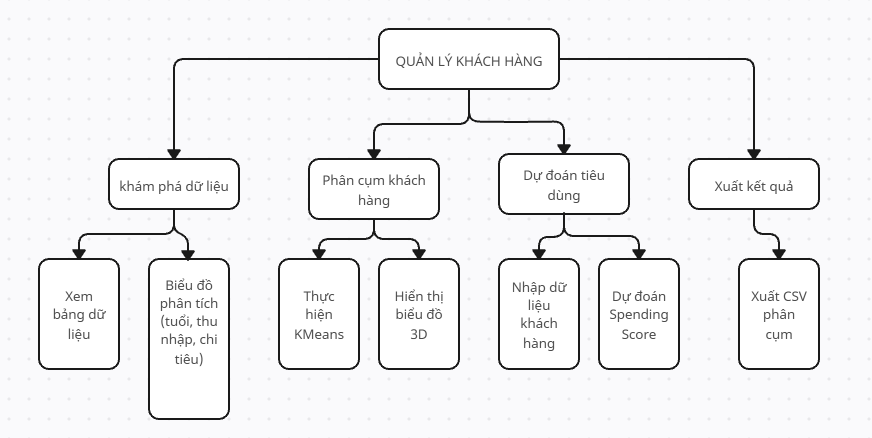 QUẢN LÝ KHÁCH HÀNG
khám phá dữ liệu
Phân cụm khách
hàng
Dự đoán tiêu
dùng
Xuất kết quả
Xem
bảng dữ
liệu
Biểu đồ
phân tích
(tuổi, thu
nhập, chi
tiêu)
Thực
hiện
KMeans
Hiển thị
biểu đồ
3D
Nhập dữ
liệu
khách
hàng
Dự đoán
Spending
Score
Xuất CSV
phân
cụm